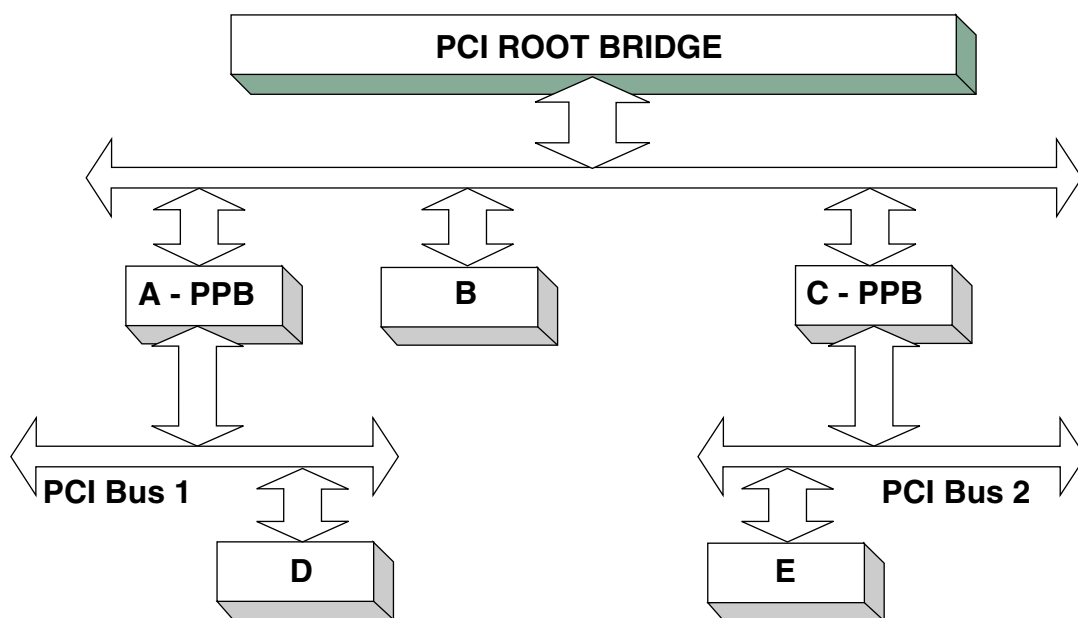 PCI ROOT BRIDGE
A - PPB
B
C - PPB
PCI Bus 1
PCI Bus 2
D
E